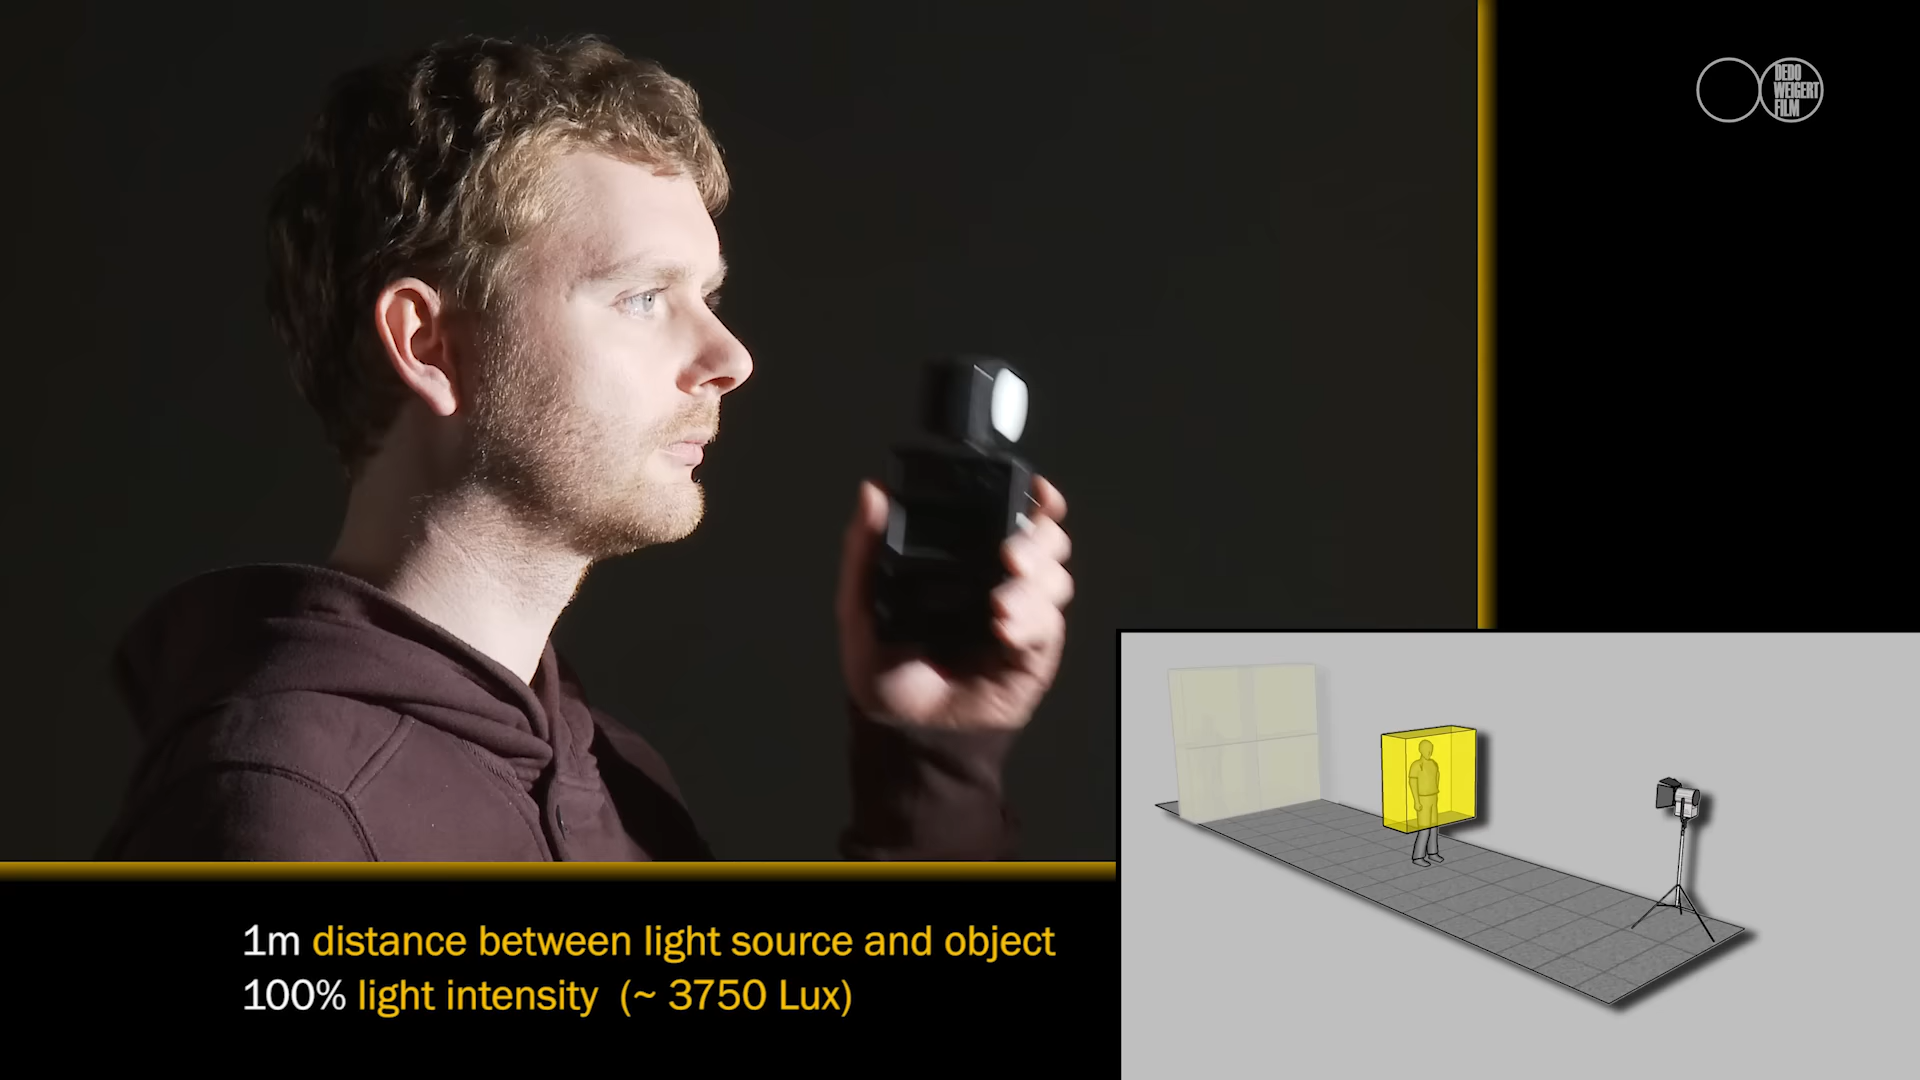 DEDO
WEIGERT
FILM
1m distance between light source and object
100% light intensity (~ 3750 Lux)